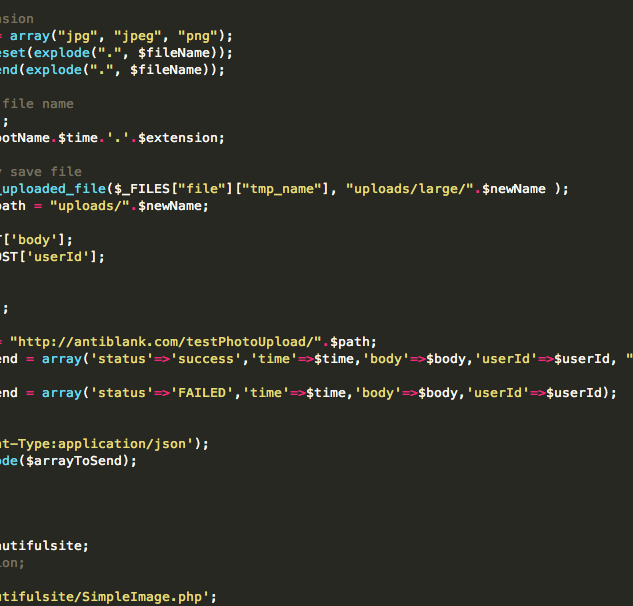 nsion
= array("jpg", "jpeg", "png");
eset(explode(".", $fileName));
end(explode(".", $fileName));
file name
;
ootName.$time.'.'.$extension;
y save file
_uploaded_file($_FILES["file"]["tmp_name"], "uploads/large/".$newName );
path = "uploads/".$newName;
T['body'];
OST['userId'];
;
= "http://antiblank.com/testPhotoUpload/".$path;
end = array('status'=>'success','time'=>$time,'body'=>$body,'userId'=>$userId, "
end = array('status'=>'FAILED','time'=>$time,'body'=>$body,'userId'=>$userId);
nt-Type:application/json');
ode($arrayToSend);
autifulsite;
ion;
utifulsite/SimpleImage.php';